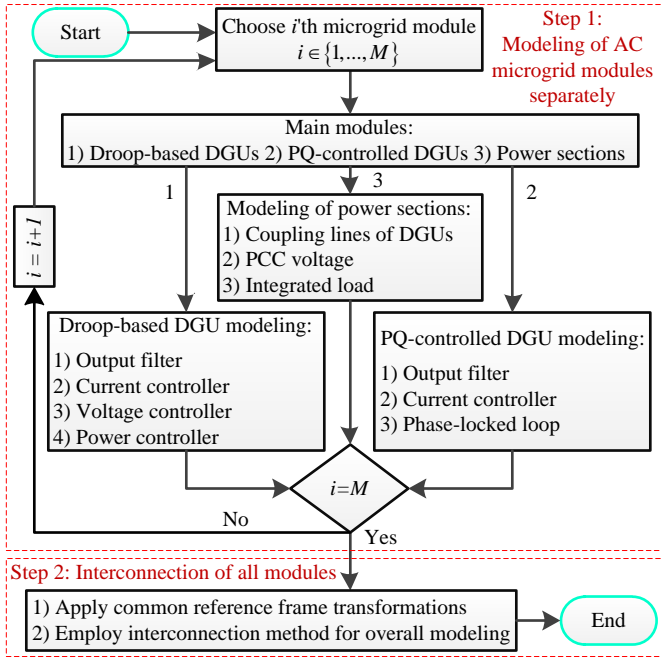 Start
Choose i'th microgrid module
i∈{1,...,M}
Step 1:
Modeling of AC
microgrid modules
separately
Main modules:
1) Droop-based DGUs 2) PQ-controlled DGUs 3) Power sections
1
3
2
i = i+1
Modeling of power sections:
1) Coupling lines of DGUs
2) PCC voltage
3) Integrated load
Droop-based DGU modeling:
1) Output filter
2) Current controller
3) Voltage controller
4) Power controller
PQ-controlled DGU modeling:
1) Output filter
2) Current controller
3) Phase-locked loop
i=M
No
Yes
Step 2: Interconnection of all modules
1) Apply common reference frame transformations
2) Employ interconnection method for overall modeling
End